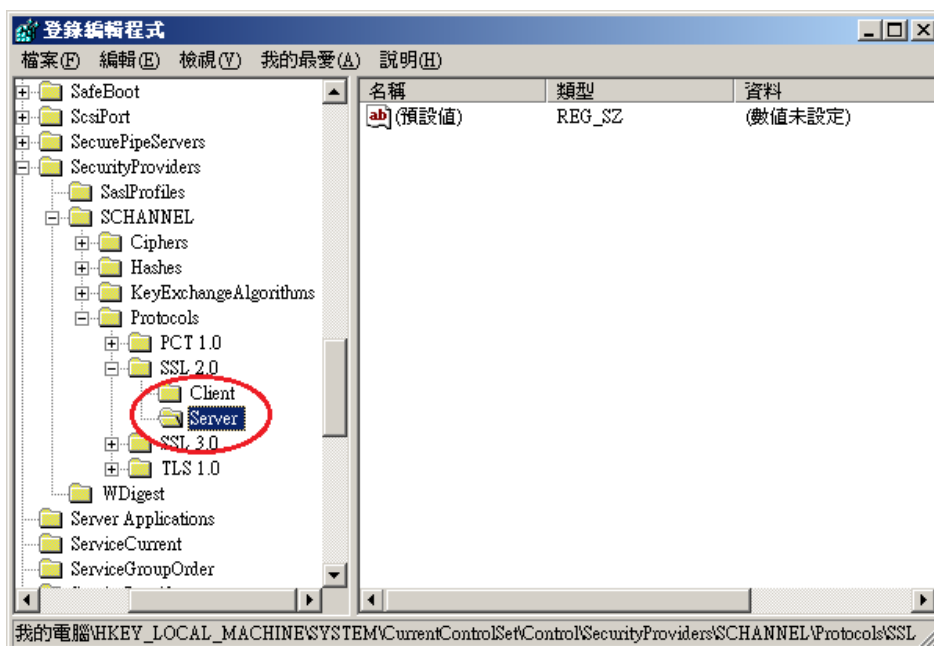 登錄編輯程式
檔案(F) 編輯(E) 檢視(V) 我的最愛(A) 說明(H)
SafeBoot
ScsiPort
SecurePipeServers
SecurityProviders
SaslProfiles
SCHANNEL
Ciphers
Hashes
KeyExchangeAlgorithms
Protocols
PCT 1.0
SSL 2.0
Client
Server
SSL 3.0
TLS 1.0
WDigest
Server Applications
ServiceCurrent
ServiceGroupOrder
名稱 類型 資料
ab (預設值) REG_SZ (數值未設定)
我的電腦\HKEY_LOCAL_MACHINE\SYSTEM\CurrentControlSet\Control\SecurityProviders\SCHANNEL\Protocols\SSL